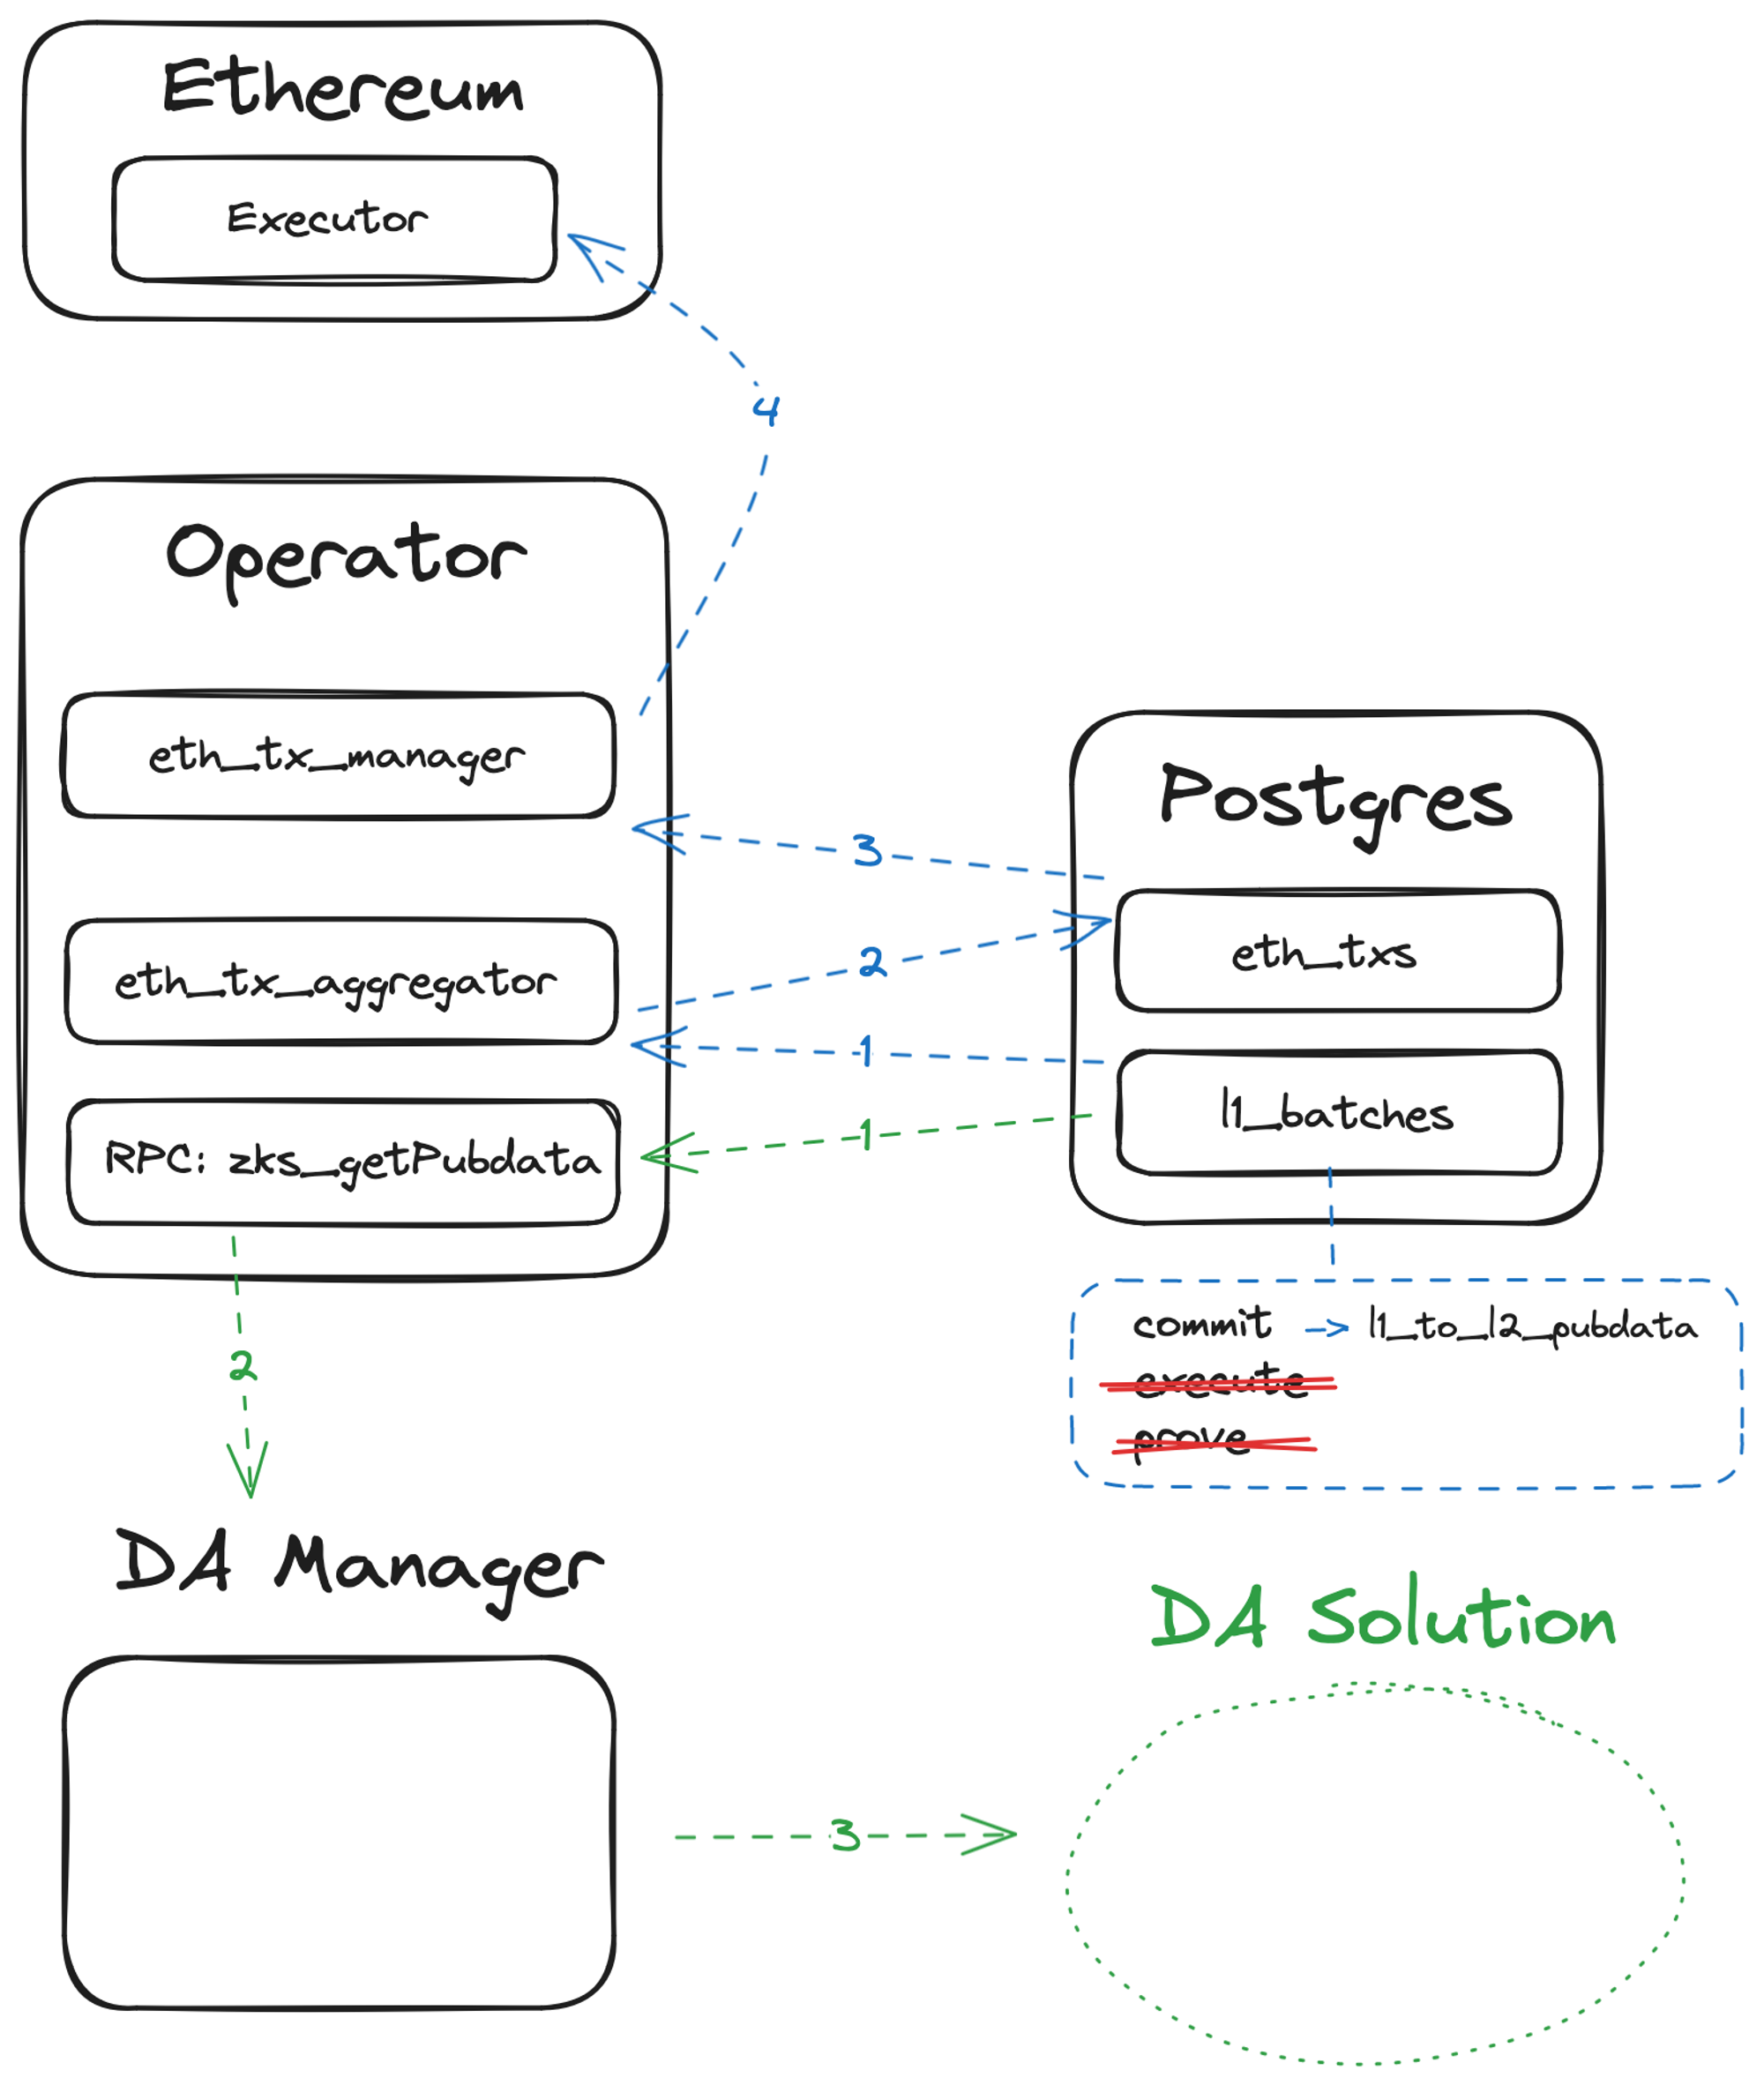 Ethereum
Executor
4
Operator
eth_tx_manager
Postgres
3
eth_tx_aggregator
2
eth_txs
1
l1_batches
1
RPC: zks_getPubdata
commit
l1_to_l2_pubdata
execute
prove
2
DA Manager
DA Solution
3